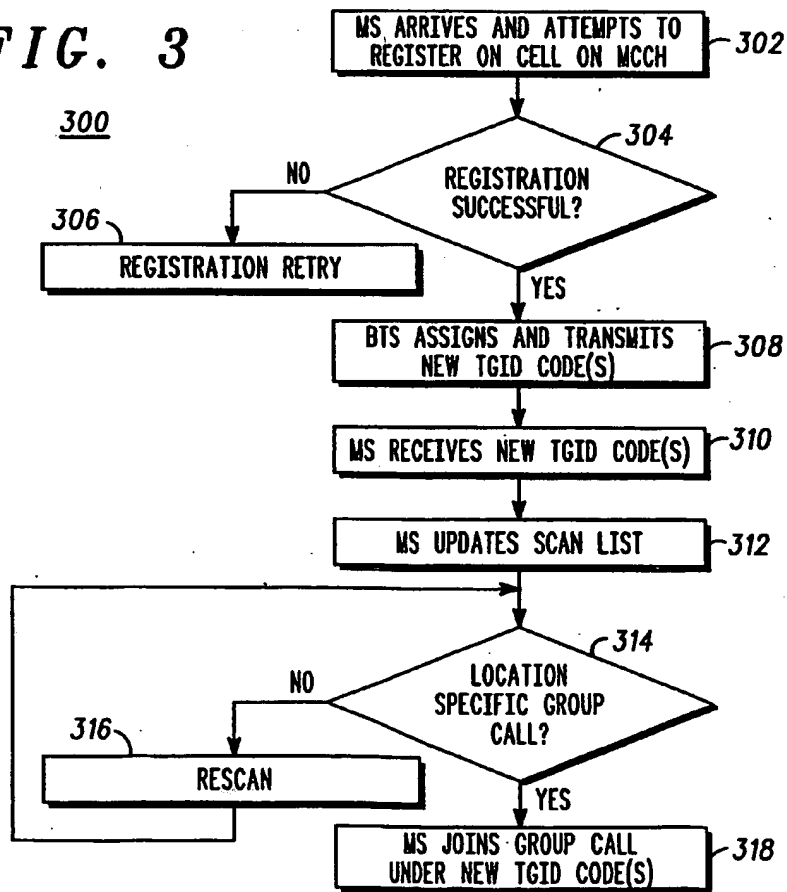 FIG. 3
300
MS ARRIVES AND ATTEMPTS TO
REGISTER ON CELL ON MCCH
302
304
REGISTRATION
SUCCESSFUL?
NO
306
REGISTRATION RETRY
YES
BTS ASSIGNS AND TRANSMITS
NEW TGID CODE(S)
308
MS RECEIVES NEW TGID CODE(S)
310
MS UPDATES SCAN LIST
312
314
LOCATION
SPECIFIC GROUP
CALL?
NO
316
RESCAN
YES
MS JOINS GROUP CALL
UNDER NEW TGID CODE(S)
318